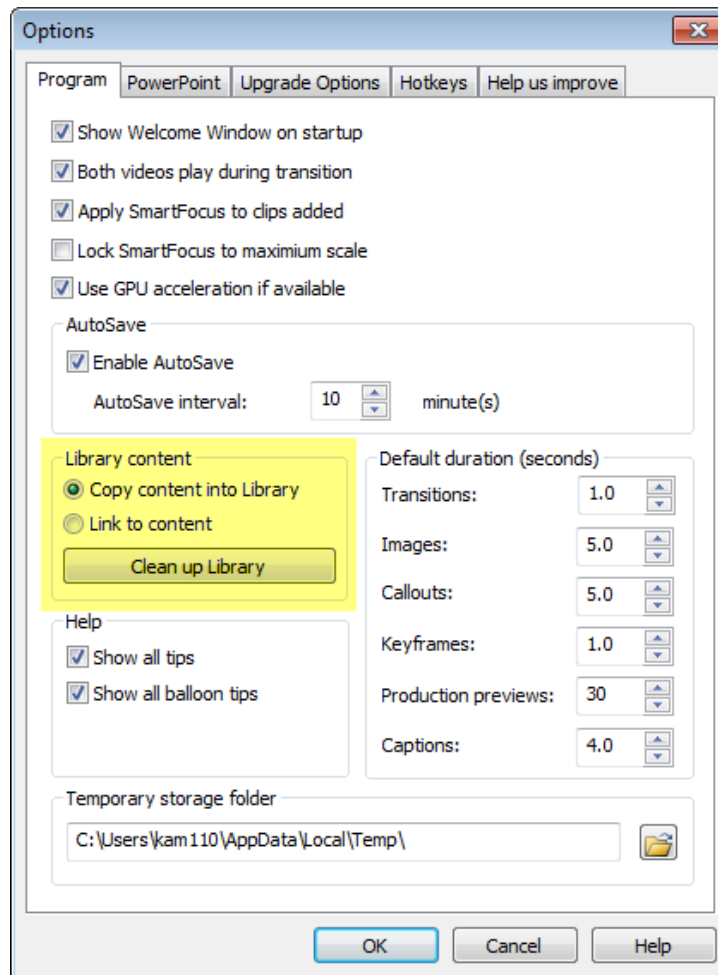 Options
Program PowerPoint Upgrade Options Hotkeys Help us improve
Show Welcome Window on startup
Both videos play during transition
Apply SmartFocus to clips added
Lock SmartFocus to maximium scale
Use GPU acceleration if available
AutoSave
Enable AutoSave
AutoSave interval: 10 minute(s)
Library content
Copy content into Library
Link to content
Clean up Library
Default duration (seconds)
Transitions: 1.0
Images: 5.0
Callouts: 5.0
Keyframes: 1.0
Production previews: 30
Captions: 4.0
Help
Show all tips
Show all balloon tips
Temporary storage folder
C:\Users\kam110\AppData\Local\Temp\
OK Cancel Help